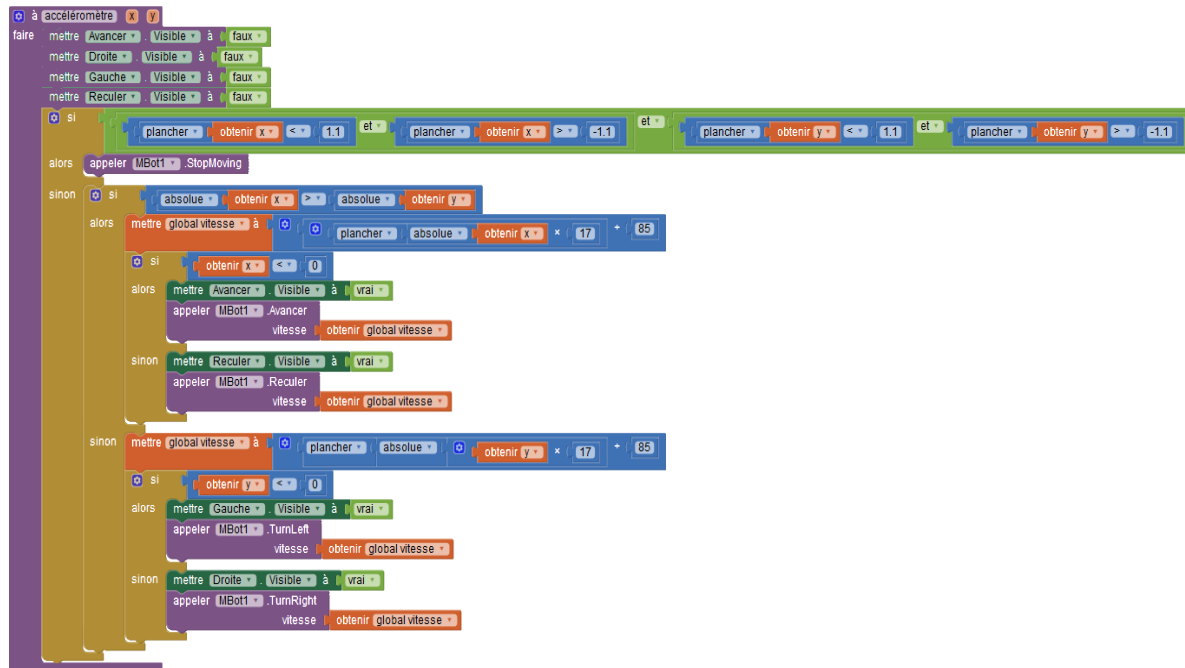 à accéléromètre x y
faire mettre Avancer . Visible à faux
mettre Droite . Visible à faux
mettre Gauche . Visible à faux
mettre Reculer . Visible à faux
si plancher obtenir x < 1.1 et plancher obtenir x > -1.1 et plancher obtenir y < 1.1 et plancher obtenir y > -1.1
alors appeler MBot1 .StopMoving
sinon si absolue obtenir x > absolue obtenir y
alors mettre global vitesse à plancher absolue obtenir x × 17 + 85
si obtenir x < 0
alors mettre Avancer . Visible à vrai
appeler MBot1 .Avancer
vitesse obtenir global vitesse
sinon mettre Reculer . Visible à vrai
appeler MBot1 .Reculer
vitesse obtenir global vitesse
sinon mettre global vitesse à plancher absolue obtenir y × 17 + 85
si obtenir y < 0
alors mettre Gauche . Visible à vrai
appeler MBot1 .TurnLeft
vitesse obtenir global vitesse
sinon mettre Droite . Visible à vrai
appeler MBot1 .TurnRight
vitesse obtenir global vitesse